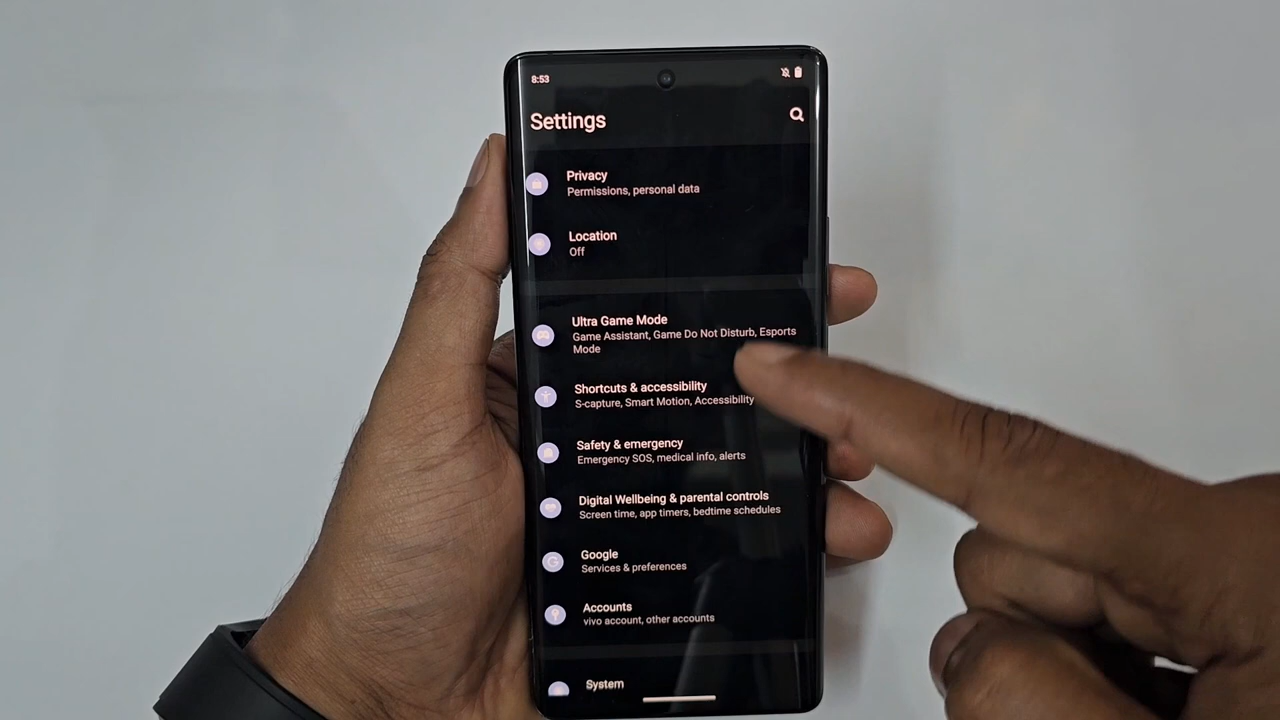 8:53
Settings
Privacy
Permissions, personal data
Location
Off
Ultra Game Mode
Game Assistant, Game Do Not Disturb, Esports
Mode
Shortcuts & accessibility
S-capture, Smart Motion, Accessibility
Safety & emergency
Emergency SOS, medical info, alerts
Digital Wellbeing & parental controls
Screen time, app timers, bedtime schedules
Google
Services & preferences
Accounts
vivo account, other accounts
System